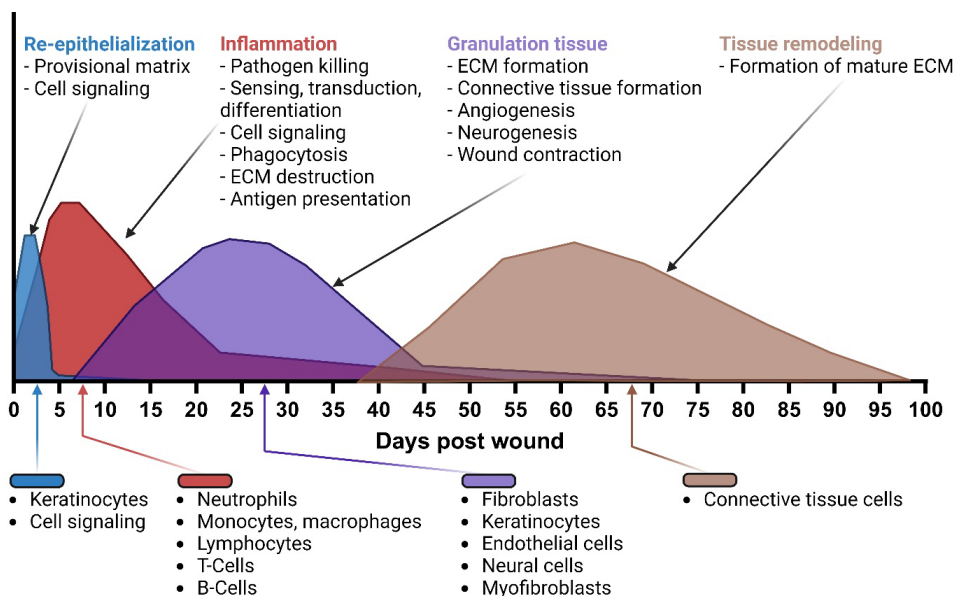 Re-epithelialization
- Provisional matrix
- Cell signaling
Inflammation
- Pathogen killing
- Sensing, transduction,
differentiation
- Cell signaling
- Phagocytosis
- ECM destruction
- Antigen presentation
Granulation tissue
- ECM formation
- Connective tissue formation
- Angiogenesis
- Neurogenesis
- Wound contraction
Tissue remodeling
- Formation of mature ECM
0 5 10 15 20 25 30 35 40 45 50 55 60 65 70 75 80 85 90 95 100
Days post wound
• Keratinocytes
• Cell signaling
• Neutrophils
• Monocytes, macrophages
• Lymphocytes
• T-Cells
• B-Cells
• Fibroblasts
• Keratinocytes
• Endothelial cells
• Neural cells
• Myofibroblasts
• Connective tissue cells